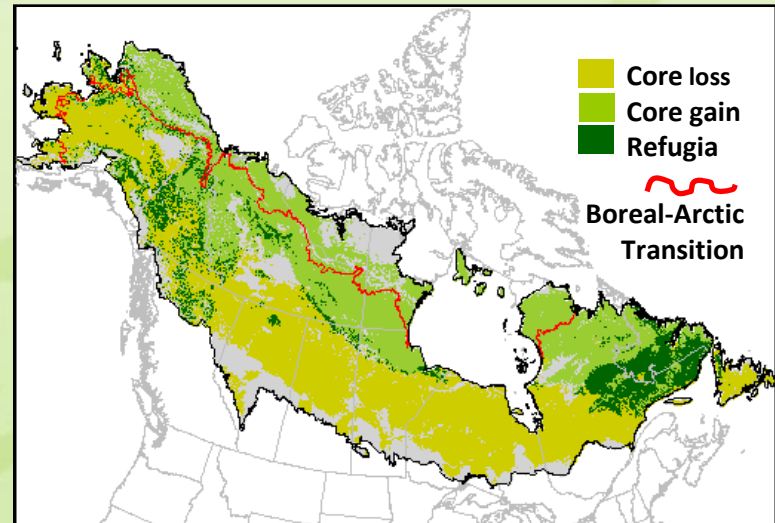 Core loss
Core gain
Refugia
Boreal-Arctic
Transition